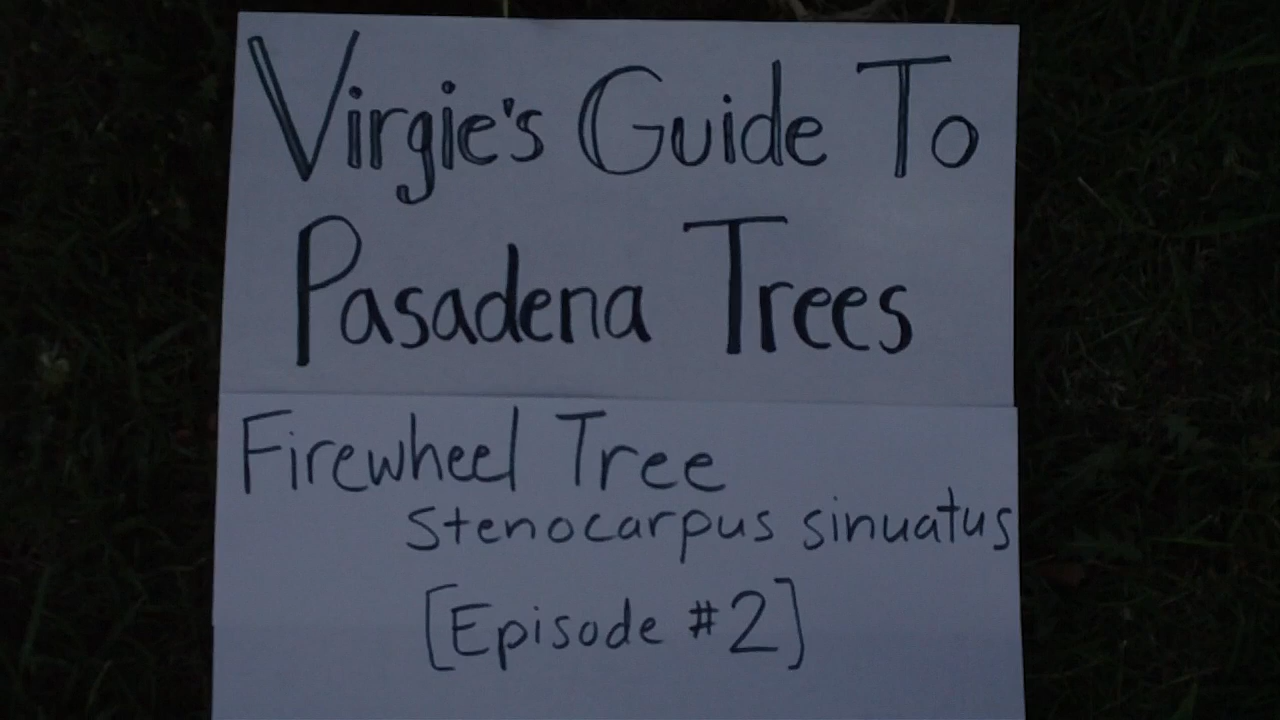 Virgie's Guide To
Pasadena Trees
Firewheel Tree
Stenocarpus sinuatus
[Episode #2]